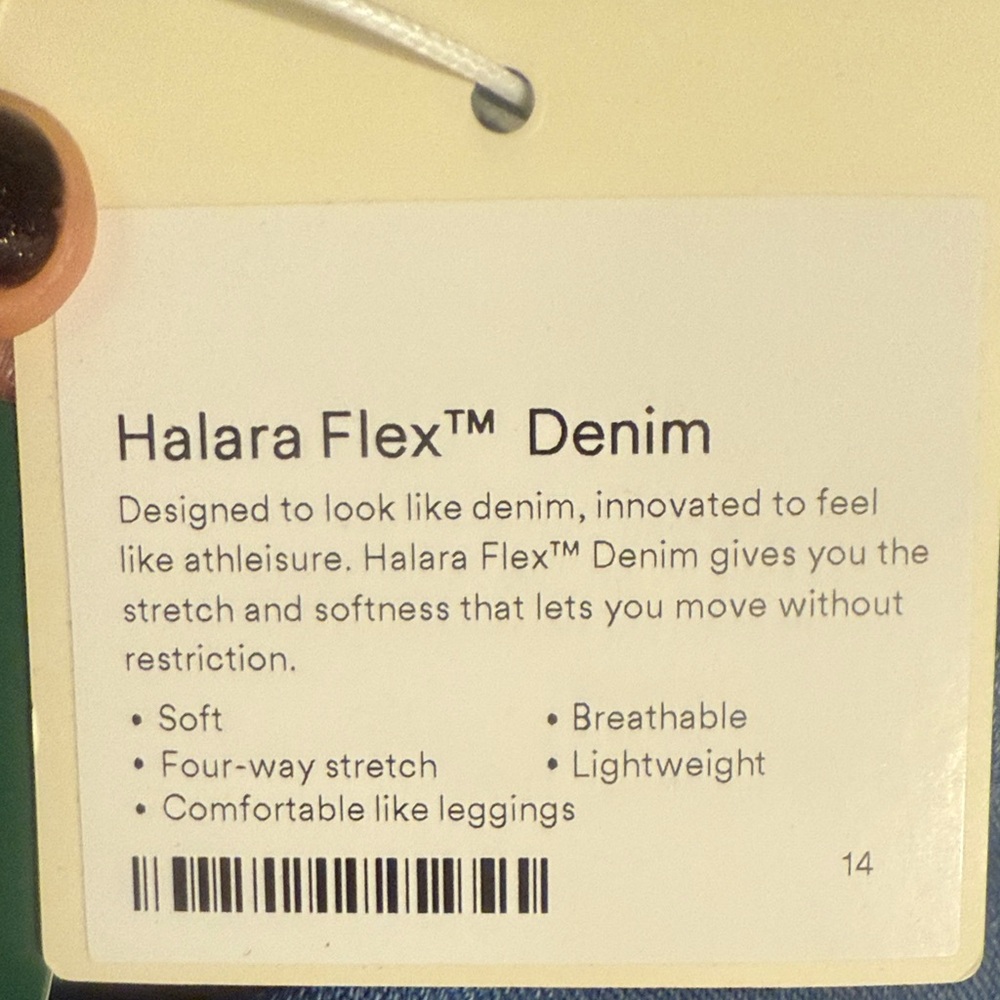 Halara Flex™ Denim
Designed to look like denim, innovated to feel
like athleisure. Halara Flex™ Denim gives you the
stretch and softness that lets you move without
restriction.
• Soft
• Breathable
• Four-way stretch
• Lightweight
• Comfortable like leggings
14